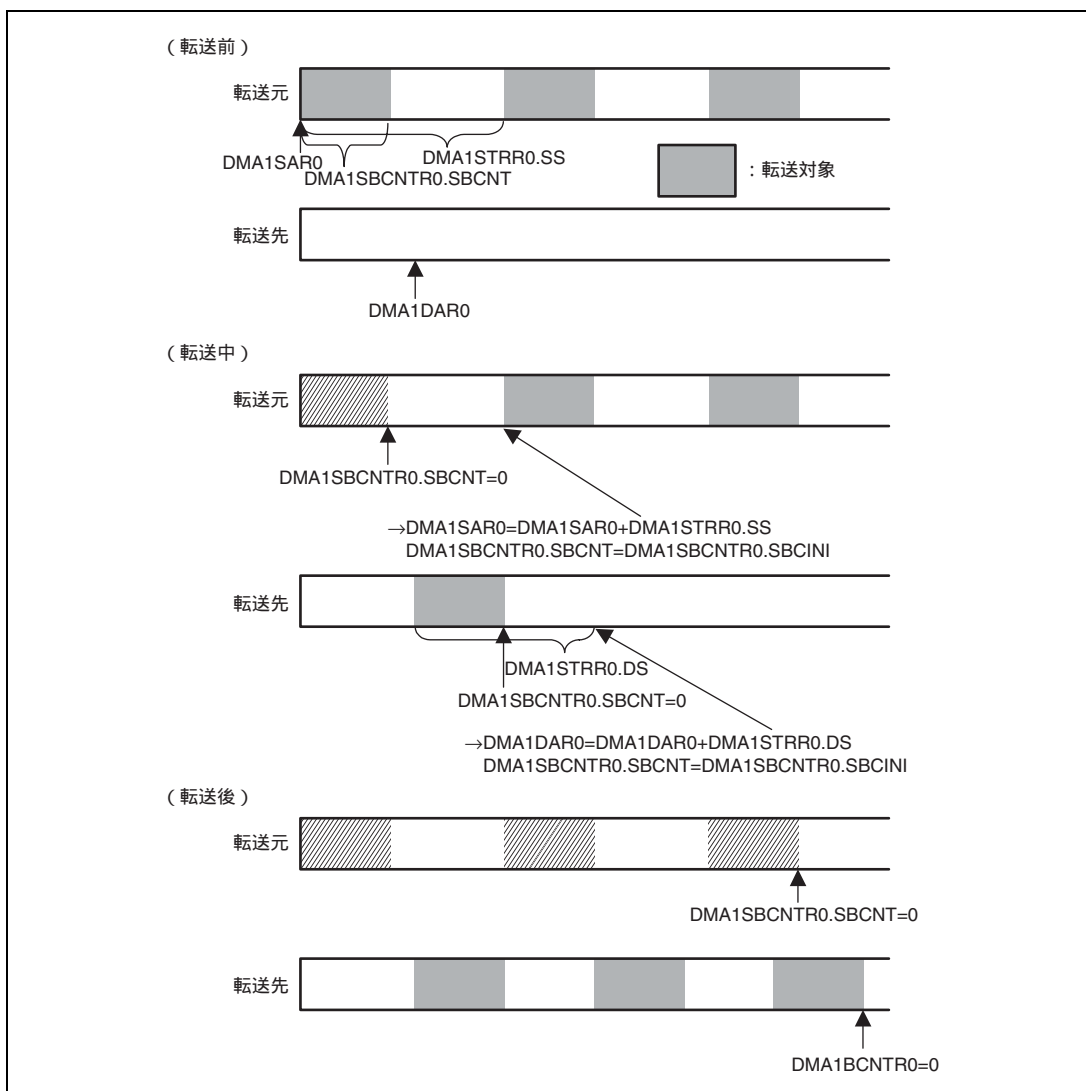 （転送前）
転送元
DMA1SAR0
DMA1STRR0.SS
DMA1SBCNTR0.SBCNT
：転送対象
転送先
DMA1DAR0
（転送中）
転送元
DMA1SBCNTR0.SBCNT=0
→DMA1SAR0=DMA1SAR0+DMA1STRR0.SS
DMA1SBCNTR0.SBCNT=DMA1SBCNTR0.SBCINI
転送先
DMA1STRR0.DS
DMA1SBCNTR0.SBCNT=0
→DMA1DAR0=DMA1DAR0+DMA1STRR0.DS
DMA1SBCNTR0.SBCNT=DMA1SBCNTR0.SBCINI
（転送後）
転送元
DMA1SBCNTR0.SBCNT=0
転送先
DMA1BCNTR0=0